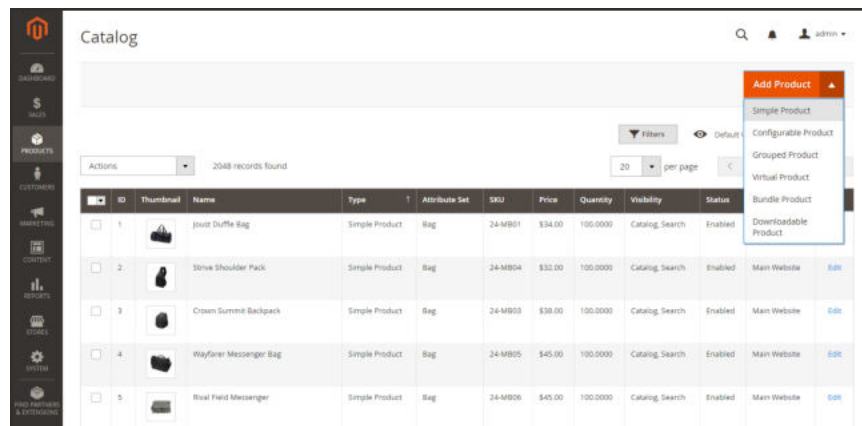 Catalog
admin
DASHBOARD
SALES
PRODUCTS
CUSTOMERS
MARKETING
CONTENT
REPORTS
STORES
SYSTEM
FIND PARTNERS
& EXTENSIONS
Add Product
Simple Product
Configurable Product
Grouped Product
Virtual Product
Bundle Product
Downloadable
Product
Filters
Default
Actions
2048 records found
20
per page
ID Thumbnail Name Type Attribute Set SKU Price Quantity Visibility Status
1 Joust Duffle Bag Simple Product Bag 24-MB01 $34.00 100.0000 Catalog, Search Enabled
2 Strive Shoulder Pack Simple Product Bag 24-MB04 $32.00 100.0000 Catalog, Search Enabled Main Website Edit
3 Crown Summit Backpack Simple Product Bag 24-MB03 $38.00 100.0000 Catalog, Search Enabled Main Website Edit
4 Wayfarer Messenger Bag Simple Product Bag 24-MB05 $45.00 100.0000 Catalog, Search Enabled Main Website Edit
5 Rival Field Messenger Simple Product Bag 24-MB06 $45.00 100.0000 Catalog, Search Enabled Main Website Edit